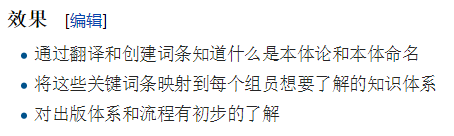 效果 [编辑]
通过翻译和创建词条知道什么是本体论和本体命名
将这些关键词条映射到每个组员想要了解的知识体系
对出版体系和流程有初步的了解